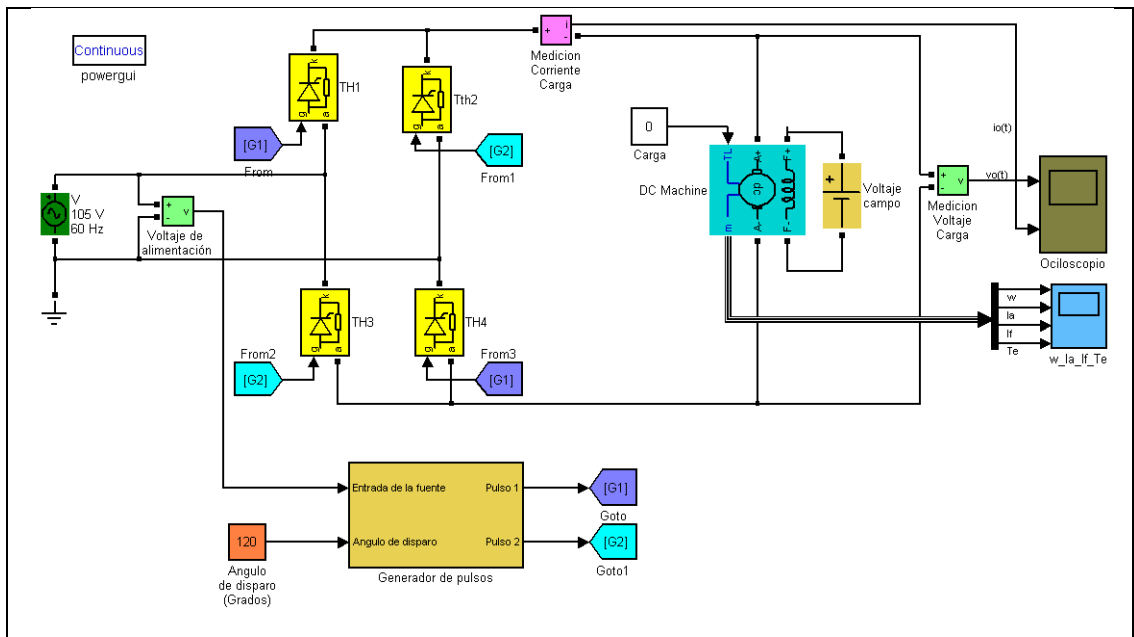 Continuous
powergui
k
g
a
TH1
k
g
a
Tth2
[G1]
From
[G2]
From1
+
i
-
Medicion
Corriente
Carga
0
Carga
DC Machine
TL
m
A+
dc
A-
F+
F-
+
Voltaje
campo
+
-
v
Medicion
Voltaje
Carga
io(t)
vo(t)
Ociloscopio
V
105 V
60 Hz
+
-
v
Voltaje de
alimentación
k
g
a
TH3
k
g
a
TH4
From2
[G2]
From3
[G1]
w
Ia
If
Te
w_Ia_If_Te
Entrada de la fuente
Pulso 1
Angulo de disparo
Pulso 2
Generador de pulsos
[G1]
Goto
[G2]
Goto1
120
Angulo
de disparo
(Grados)